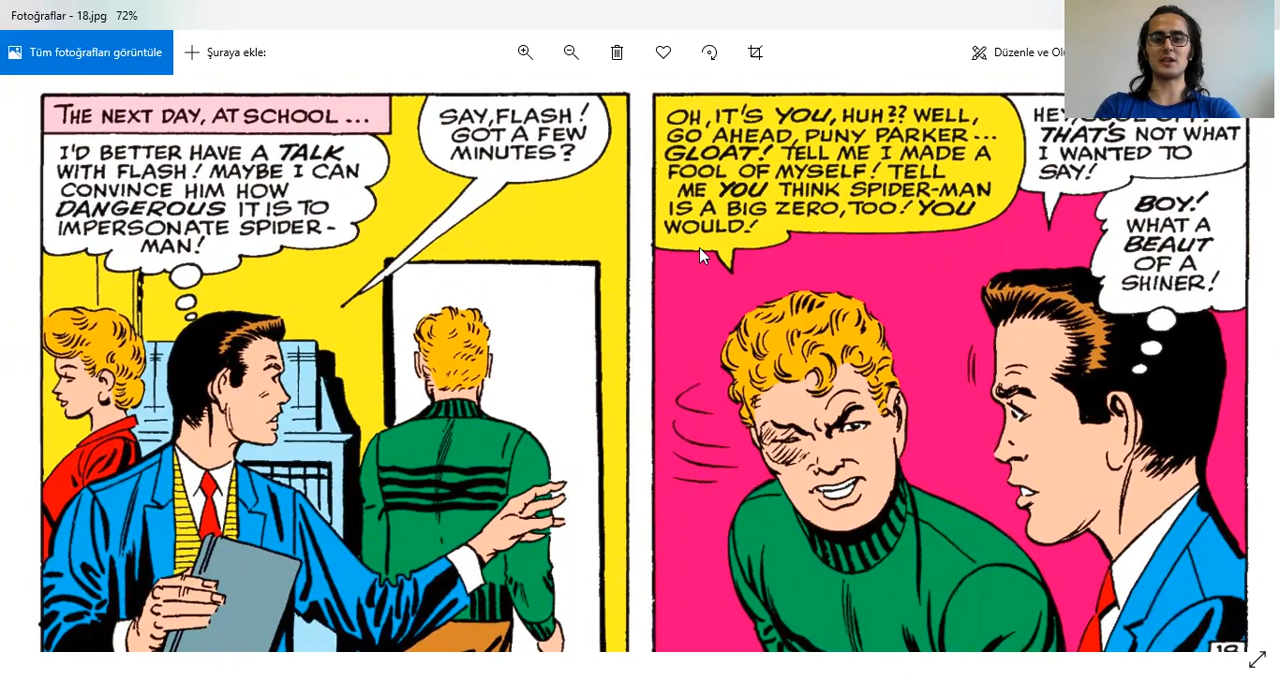 Fotoğraflar - 18.jpg 72%
Tüm fotoğrafları görüntüle
Şuraya ekle:
Düzenle ve Ol
THE NEXT DAY, AT SCHOOL ...
I'D BETTER HAVE A TALK
WITH FLASH! MAYBE I CAN
CONVINCE HIM HOW
DANGEROUS IT IS TO
IMPERSONATE SPIDER-
MAN!
SAY, FLASH!
GOT A FEW
MINUTES?
OH, IT'S YOU, HUH?? WELL,
GO AHEAD, PUNY PARKER...
GLOAT! TELL ME I MADE A
FOOL OF MYSELF! TELL
ME YOU THINK SPIDER-MAN
IS A BIG ZERO, TOO! YOU
WOULD!
THAT'S NOT WHAT
I WANTED TO
SAY!
BOY!
WHAT A
BEAUT
OF A
SHINER!